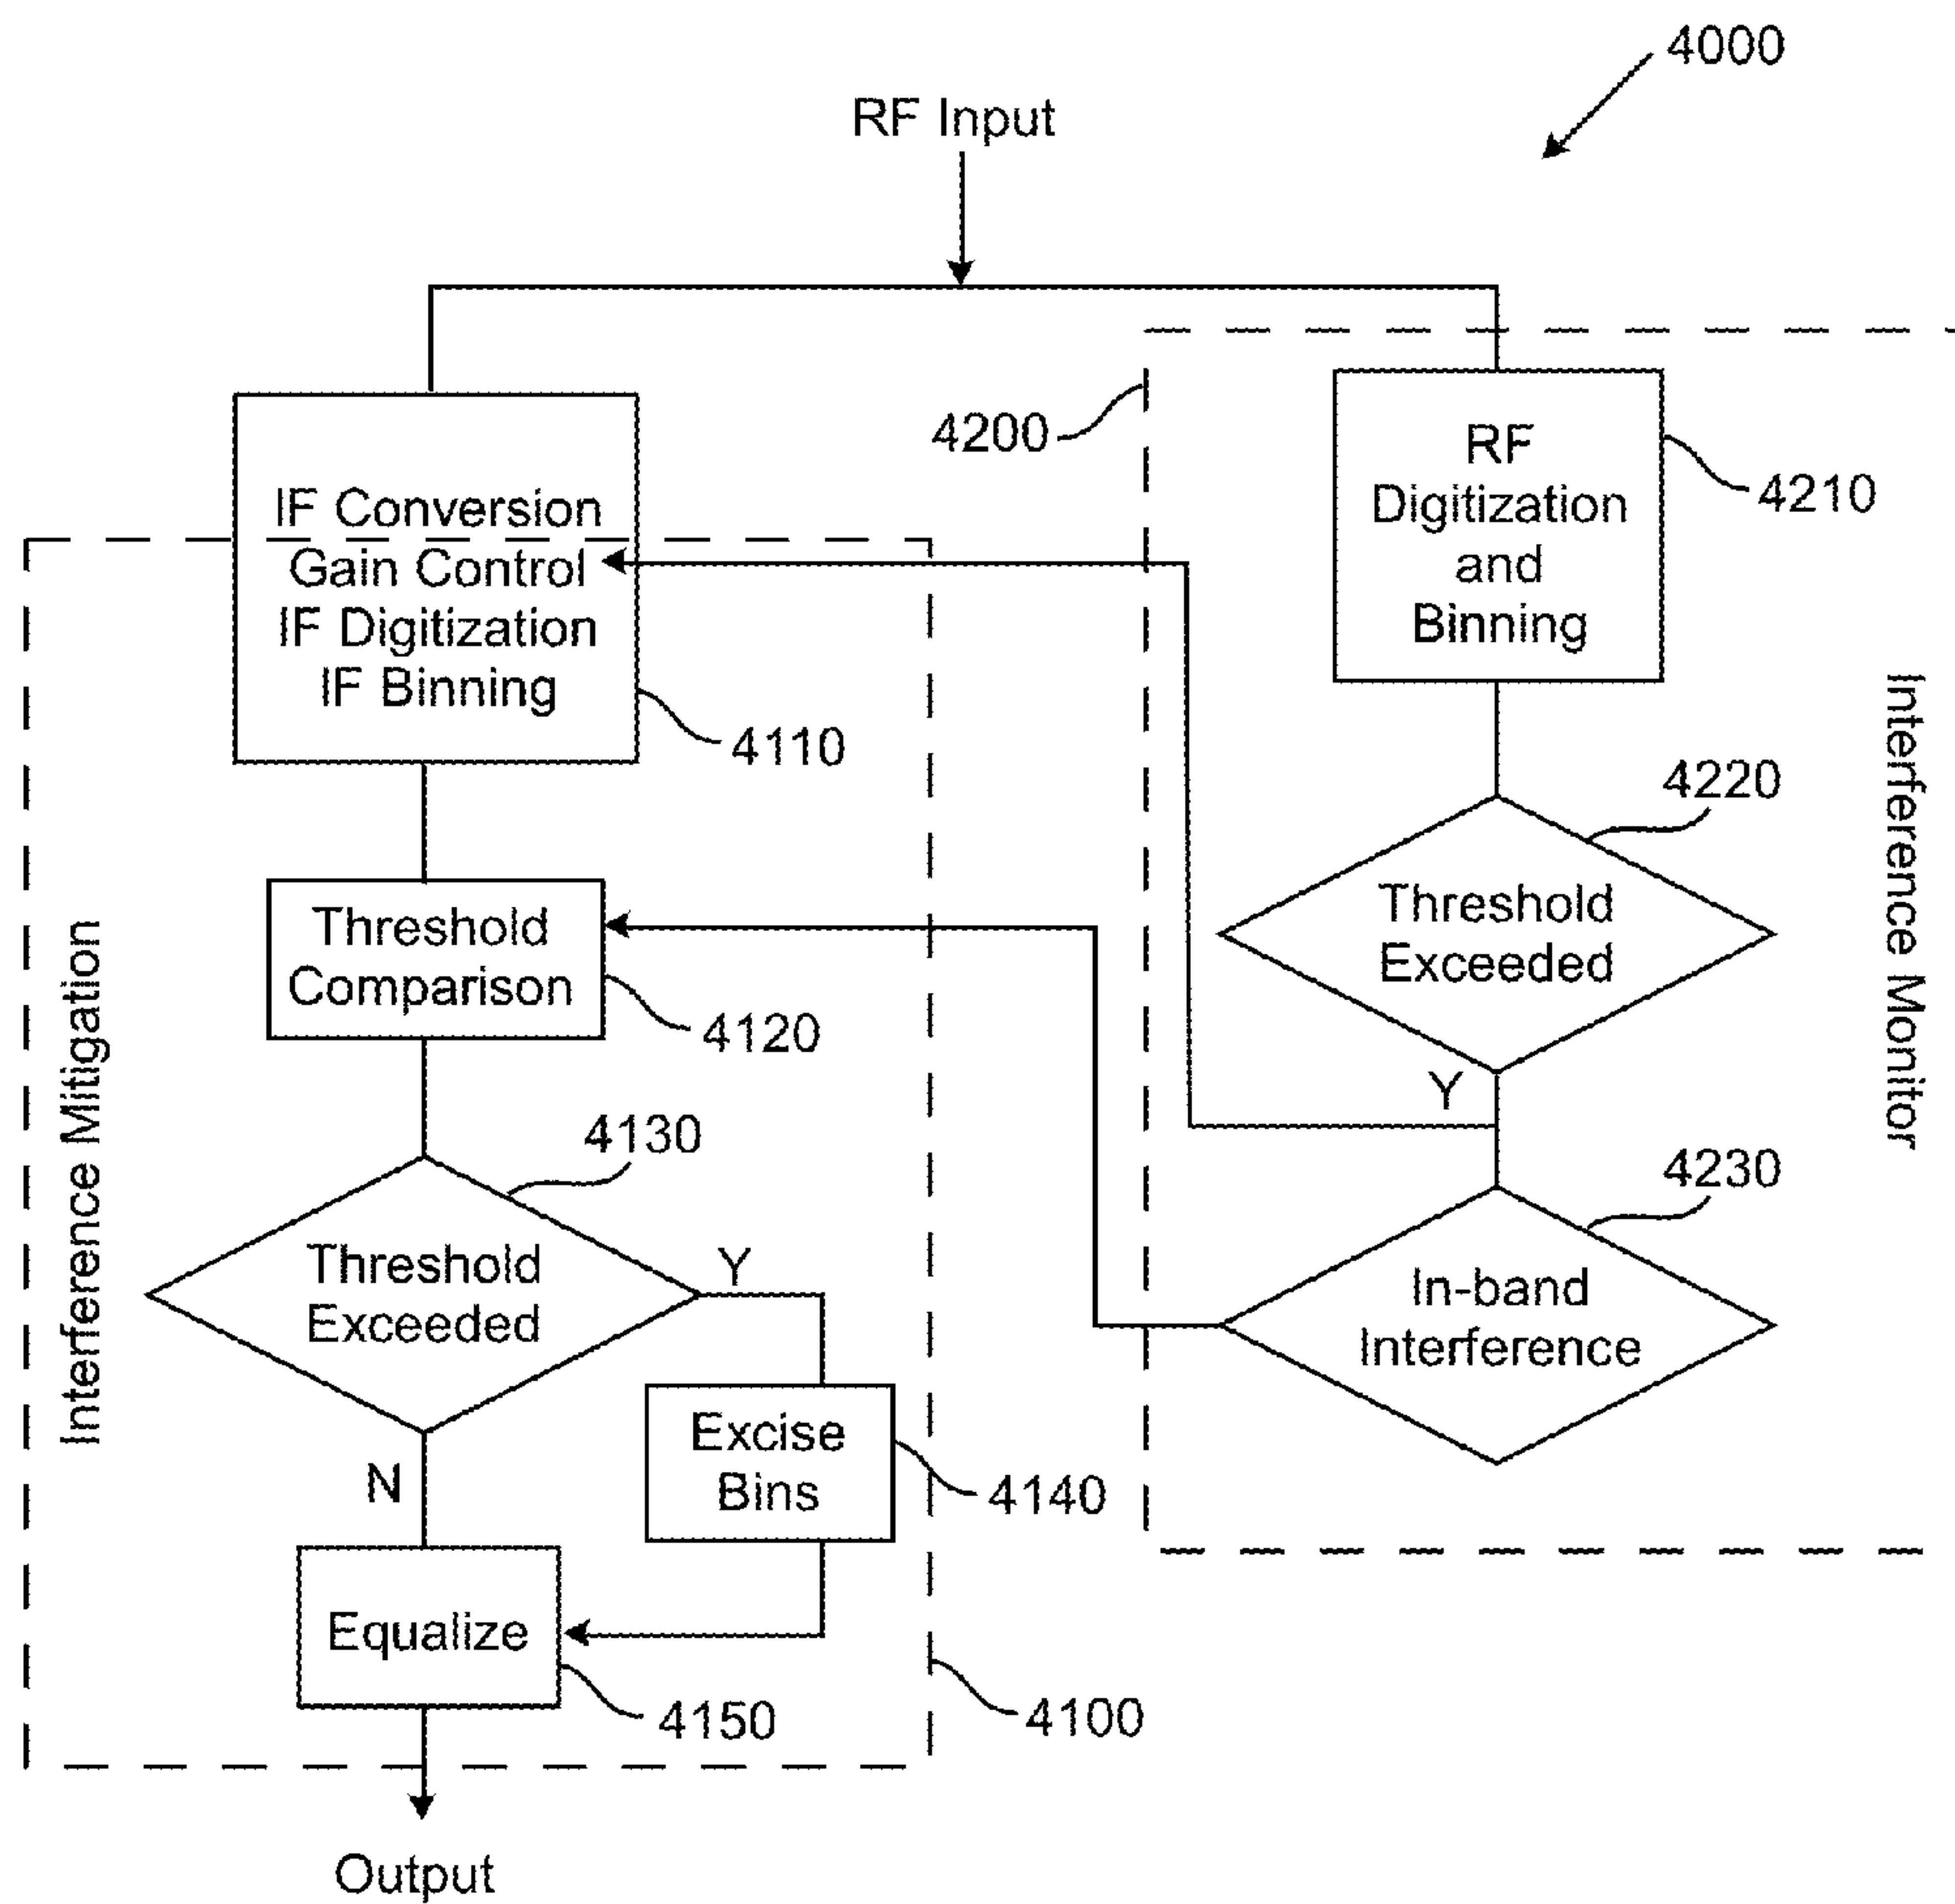 4000
RF Input
4200
RF
Digitization
and
Binning
4210
IF Conversion
Gain Control
IF Digitization
IF Binning
4110
Interference Monitor
4220
Threshold
Exceeded
Y
Threshold
Comparison
4120
Interference Mitigation
4130
Threshold
Exceeded
Y
N
4230
In-band
Interference
Excise
Bins
4140
Equalize
4150
4100
Output